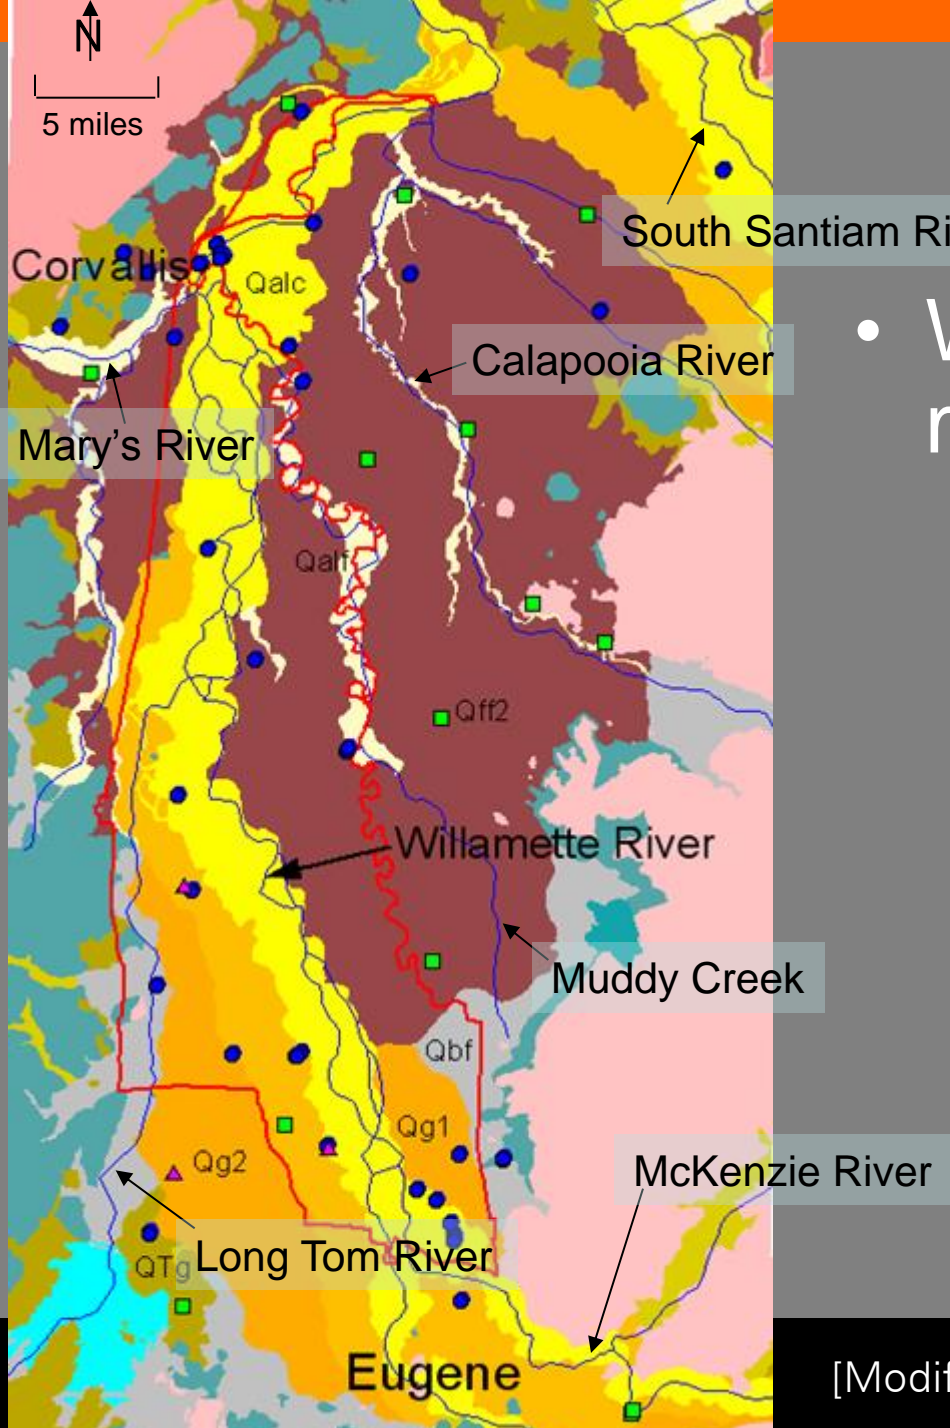 N
5 miles
South Santiam Ri
Corvallis
Qalc
Calapooia River
Mary's River
Qalf
Qff2
Willamette River
Muddy Creek
Qbf
Qg1
Qg2
McKenzie River
Long Tom River
QTg
Eugene
•
[Modif